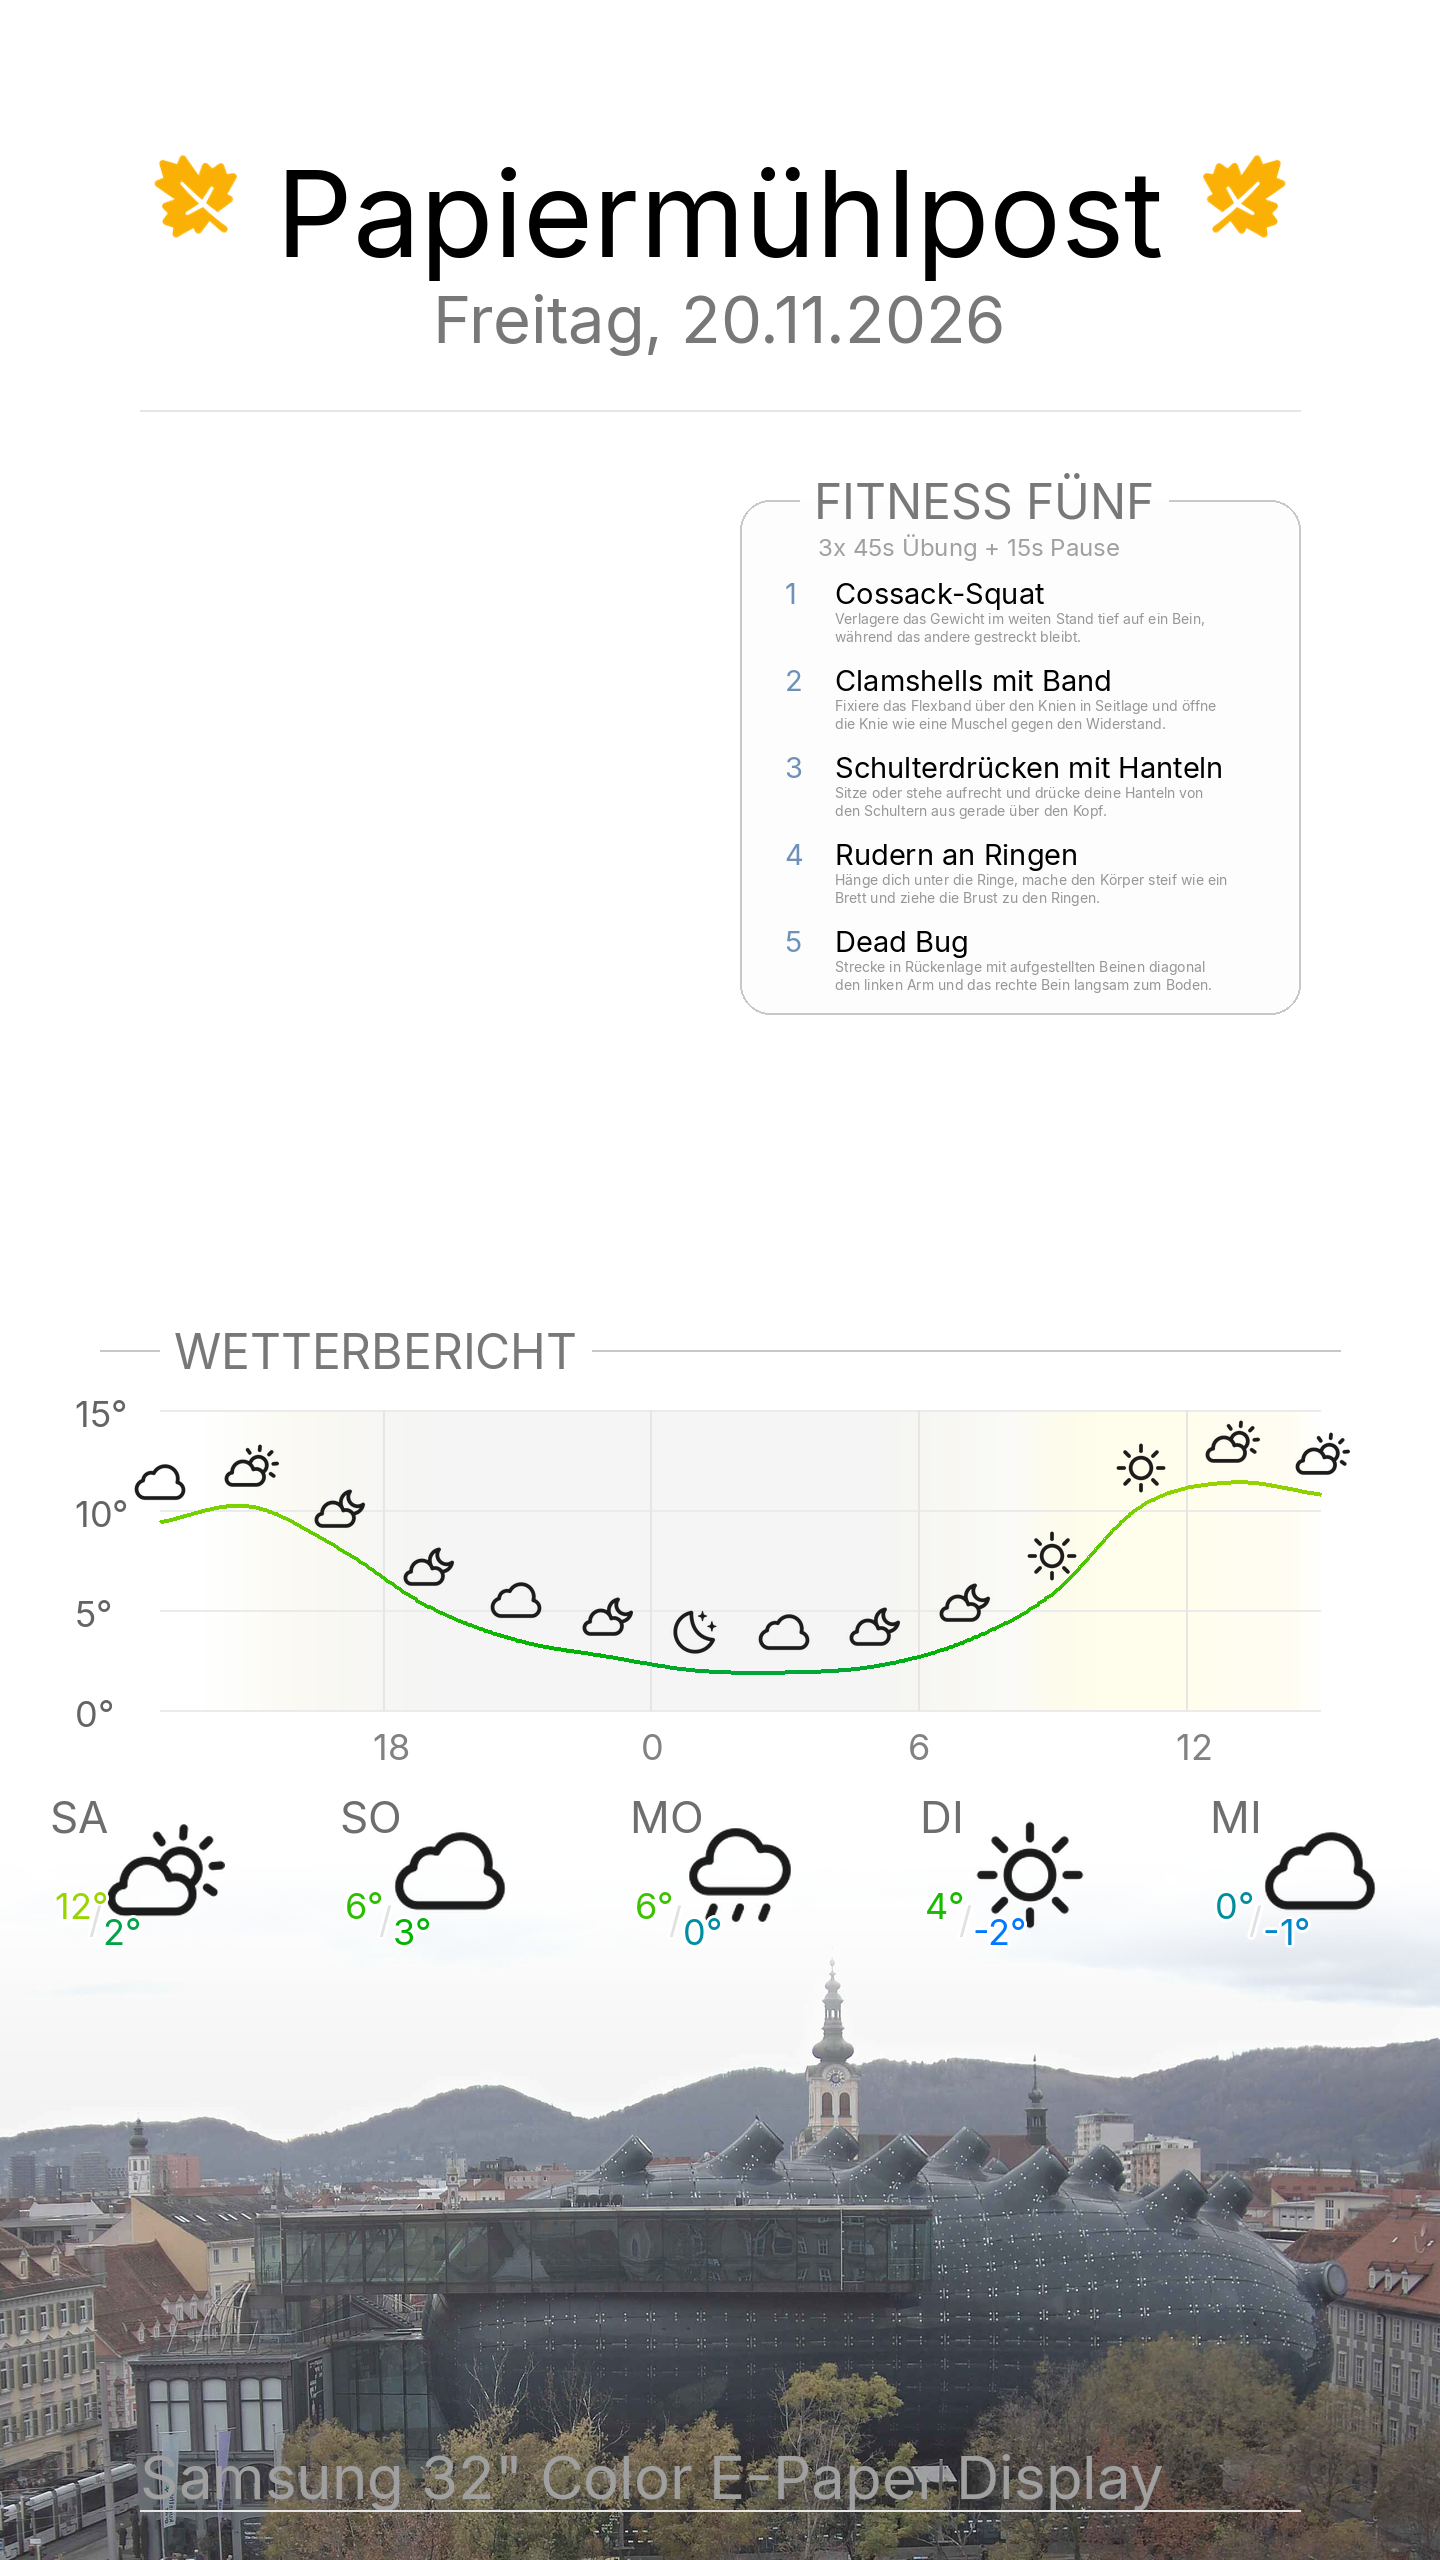 Papiermühlpost
Freitag, 20.11.2026
FITNESS FÜNF
3x 45s Übung + 15s Pause
1 Cossack-Squat
Verlagere das Gewicht im weiten Stand tief auf ein Bein,
während das andere gestreckt bleibt.
2 Clamshells mit Band
Fixiere das Flexband über den Knien in Seitlage und öffne
die Knie wie eine Muschel gegen den Widerstand.
3 Schulterdrücken mit Hanteln
Sitze oder stehe aufrecht und drücke deine Hanteln von
den Schultern aus gerade über den Kopf.
4 Rudern an Ringen
Hänge dich unter die Ringe, mache den Körper steif wie ein
Brett und ziehe die Brust zu den Ringen.
5 Dead Bug
Strecke in Rückenlage mit aufgestellten Beinen diagonal
den linken Arm und das rechte Bein langsam zum Boden.
WETTERBERICHT
15°
10°
5°
0°
18 0 6 12
SA SO MO DI MI
12°/2° 6°/3° 6°/0° 4°/-2° 0°/-1°
Samsung 32" Color E-Paper Display